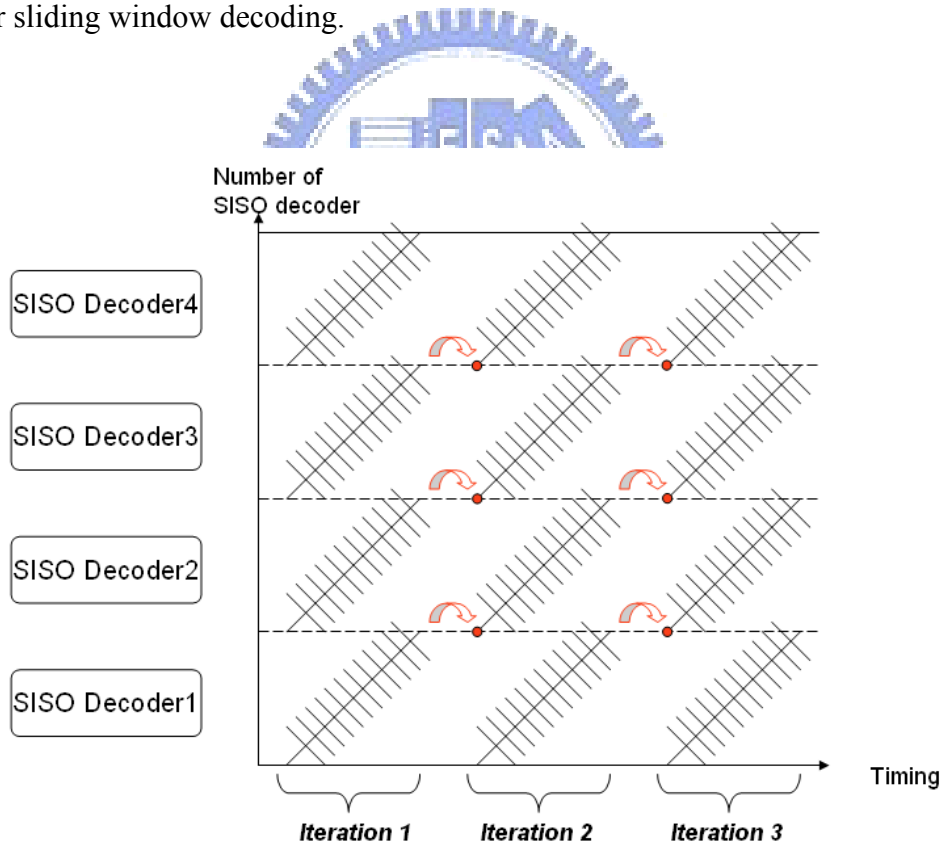 r sliding window decoding.
Number of
SISO decoder
SISO Decoder4
SISO Decoder3
SISO Decoder2
SISO Decoder1
Timing
Iteration 1 Iteration 2 Iteration 3